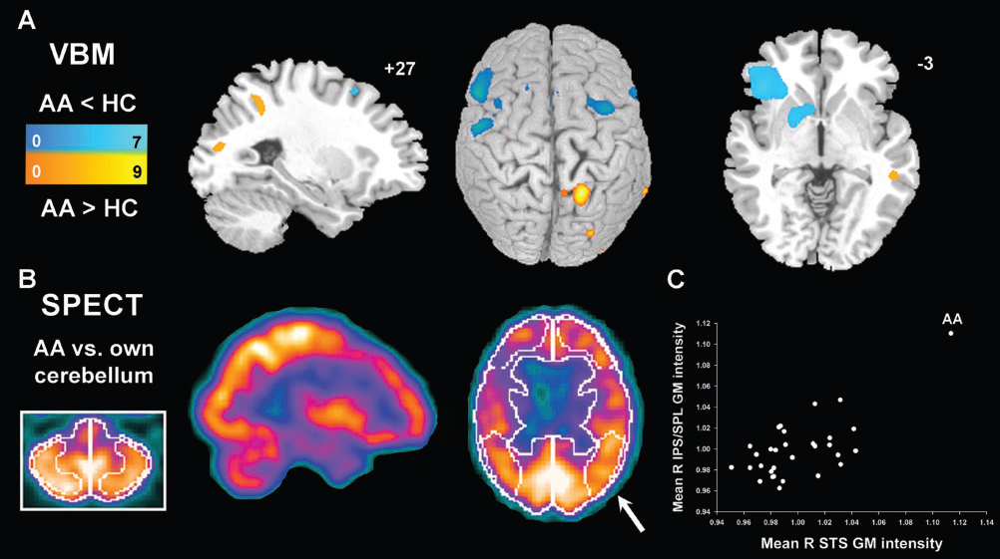 A
VBM
AA < HC
0 7
0 9
AA > HC
+27
-3
B
SPECT
AA vs. own
cerebellum
C
AA
Mean R IPS/SPL GM intensity
1.12
1.10
1.08
1.06
1.04
1.02
1.00
0.98
0.96
0.94
0.94 0.96 0.98 1.00 1.02 1.04 1.06 1.08 1.10 1.12 1.14
Mean R STS GM intensity